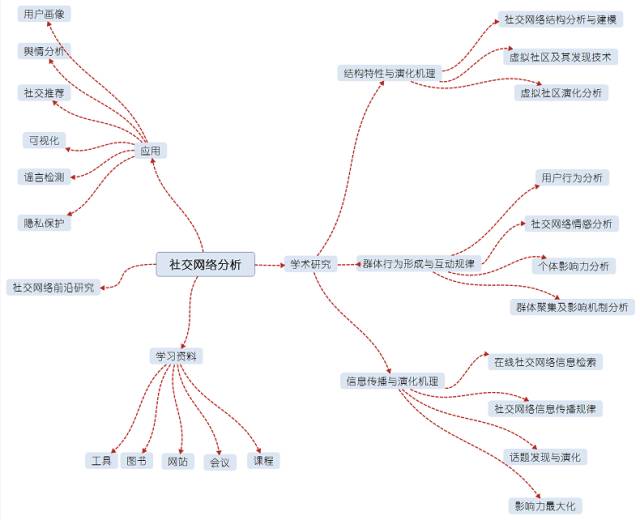 用户画像
舆情分析
社交推荐
可视化
谣言检测
隐私保护
应用
社交网络分析
社交网络前沿研究
学习资料
工具
图书
网站
会议
课程
学术研究
结构特性与演化机理
社交网络结构分析与建模
虚拟社区及其发现技术
虚拟社区演化分析
群体行为形成与互动规律
用户行为分析
社交网络情感分析
个体影响力分析
群体聚集及影响机制分析
信息传播与演化机理
在线社交网络信息检索
社交网络信息传播规律
话题发现与演化
影响力最大化